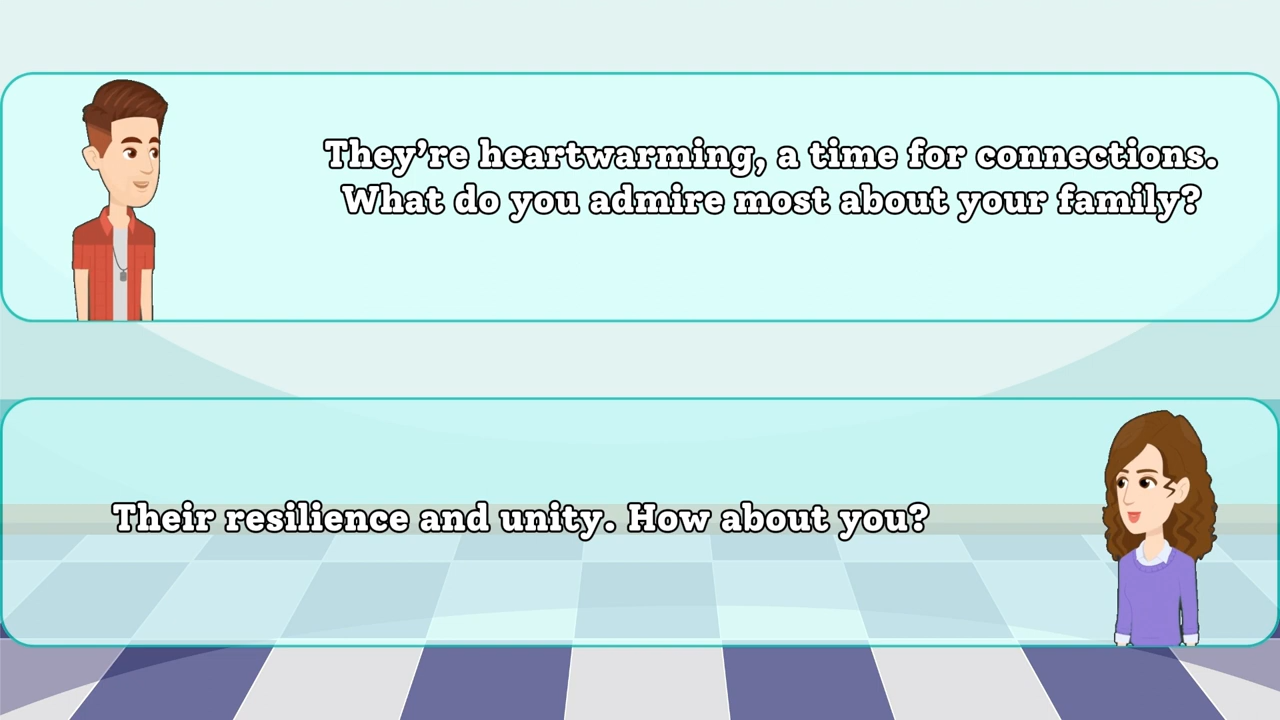 They're heartwarming, a time for connections.
What do you admire most about your family?
Their resilience and unity. How about you?